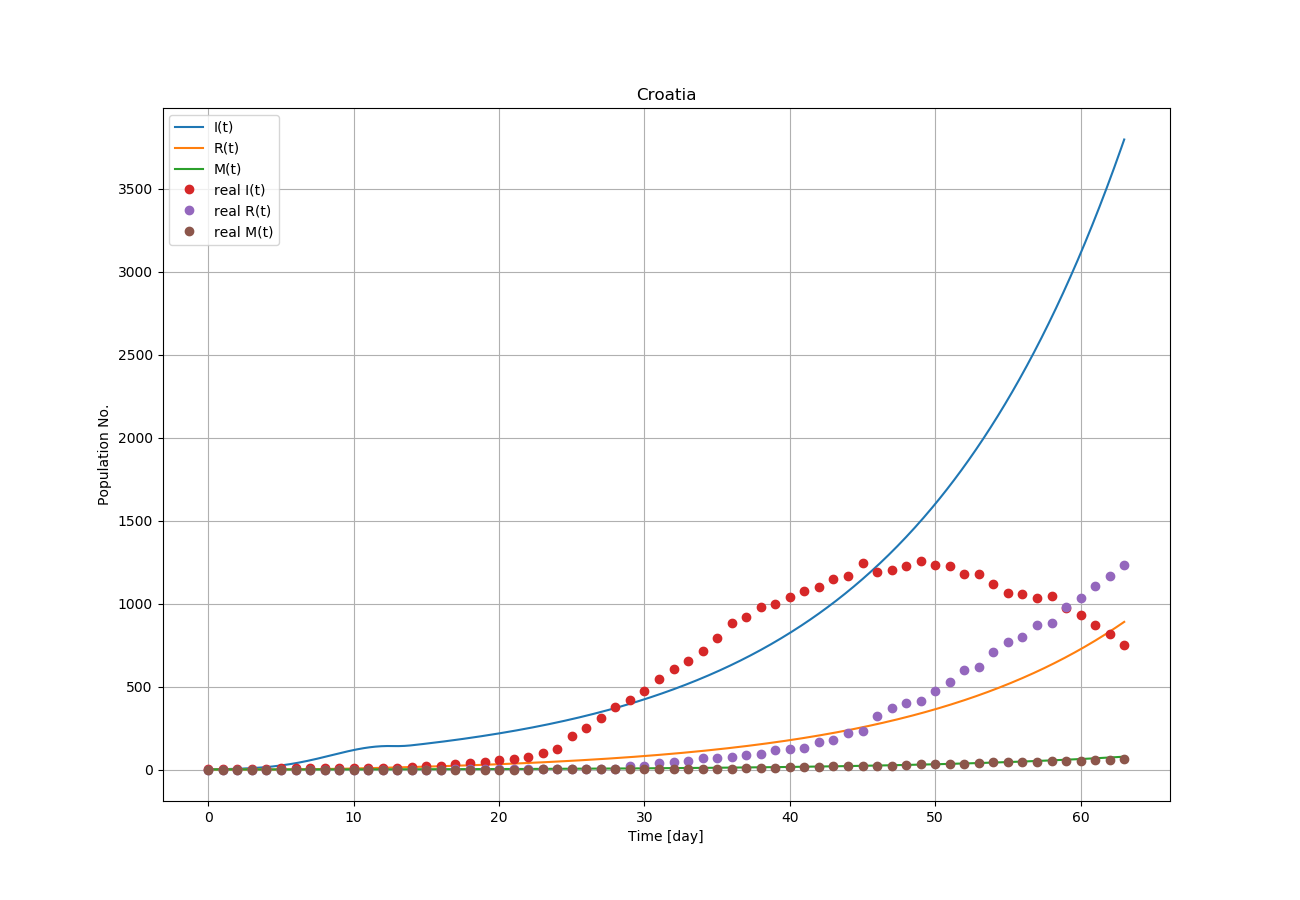 Croatia
I(t)
R(t)
M(t)
real I(t)
real R(t)
real M(t)
3500
3000
2500
2000
1500
1000
500
0
Population No.
0 10 20 30 40 50 60
Time [day]